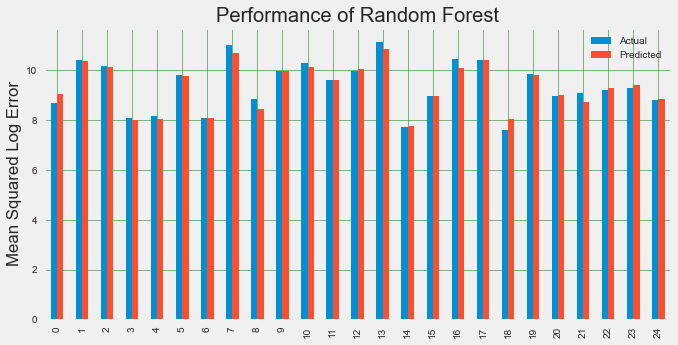 Performance of Random Forest
Actual
Predicted
Mean Squared Log Error
10
8
6
4
2
0
0 1 2 3 4 5 6 7 8 9 10 11 12 13 14 15 16 17 18 19 20 21 22 23 24